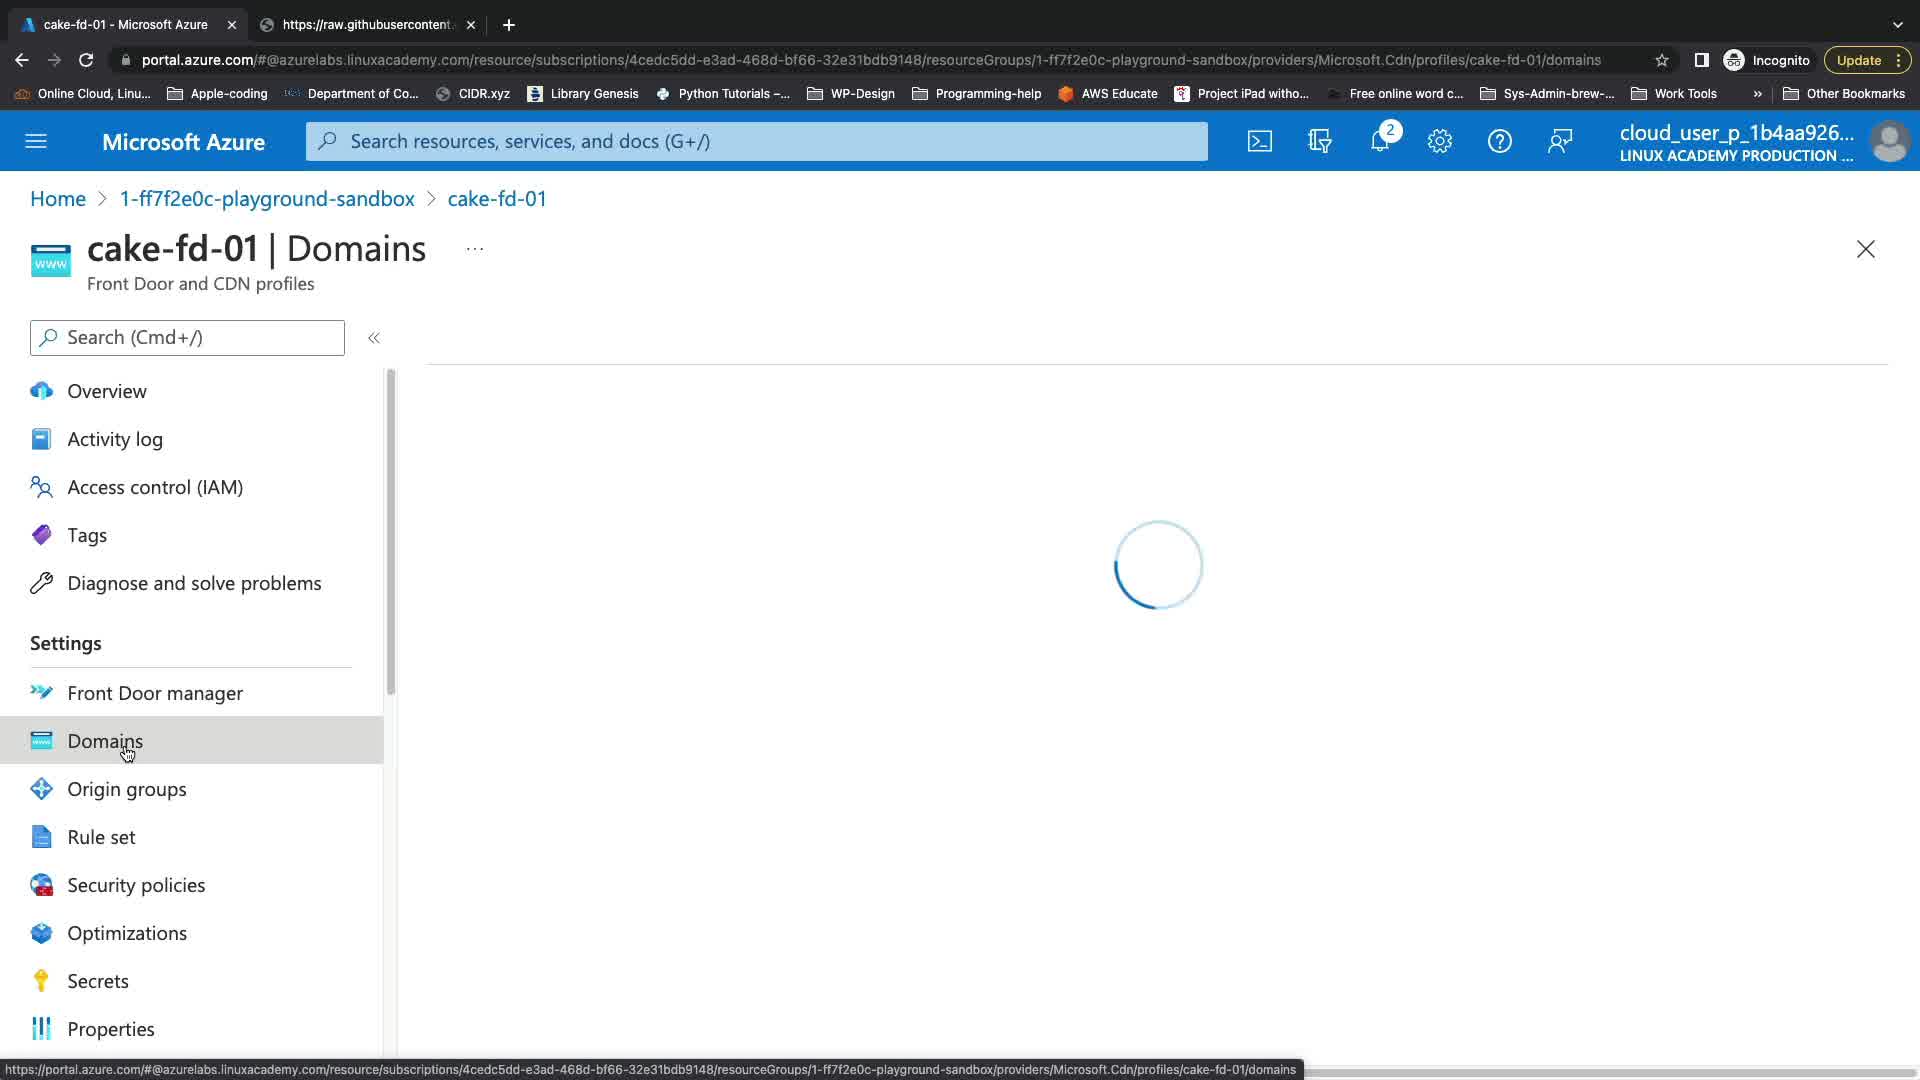 cake-fd-01 - Microsoft Azure
https://raw.githubusercontent.
portal.azure.com/#@azurelabs.linuxacademy.com/resource/subscriptions/4cedc5dd-e3ad-468d-bf66-32e31bdb9148/resourceGroups/1-ff7f2e0c-playground-sandbox/providers/Microsoft.Cdn/profiles/cake-fd-01/domains
Incognito
Update
Online Cloud, Linu...
Apple-coding
Department of Co...
CIDR.xyz
Library Genesis
Python Tutorials –...
WP-Design
Programming-help
AWS Educate
Project iPad witho...
Free online word c...
Sys-Admin-brew-...
Work Tools
»
Other Bookmarks
Microsoft Azure
Search resources, services, and docs (G+/)
2
cloud_user_p_1b4aa926...
LINUX ACADEMY PRODUCTION ...
Home > 1-ff7f2e0c-playground-sandbox > cake-fd-01
www
cake-fd-01 | Domains
...
Front Door and CDN profiles
Search (Cmd+/)
«
Overview
Activity log
Access control (IAM)
Tags
Diagnose and solve problems
Settings
Front Door manager
Domains
Origin groups
Rule set
Security policies
Optimizations
Secrets
Properties
https://portal.azure.com/#@azurelabs.linuxacademy.com/resource/subscriptions/4cedc5dd-e3ad-468d-bf66-32e31bdb9148/resourceGroups/1-ff7f2e0c-playground-sandbox/providers/Microsoft.Cdn/profiles/cake-fd-01/domains